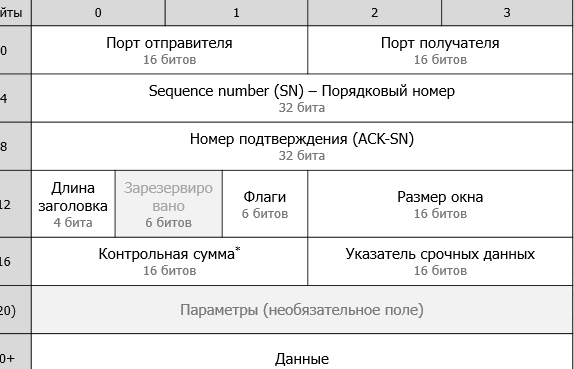 йты 0 1 2 3
0 Порт отправителя Порт получателя
16 битов 16 битов
4 Sequence number (SN) – Порядковый номер
32 бита
8 Номер подтверждения (ACK-SN)
32 бита
12 Длина заголовка Зарезервиро вано Флаги Размер окна
4 бита 6 битов 6 битов 16 битов
16 Контрольная сумма* Указатель срочных данных
16 битов 16 битов
20) Параметры (необязательное поле)
0+ Данные